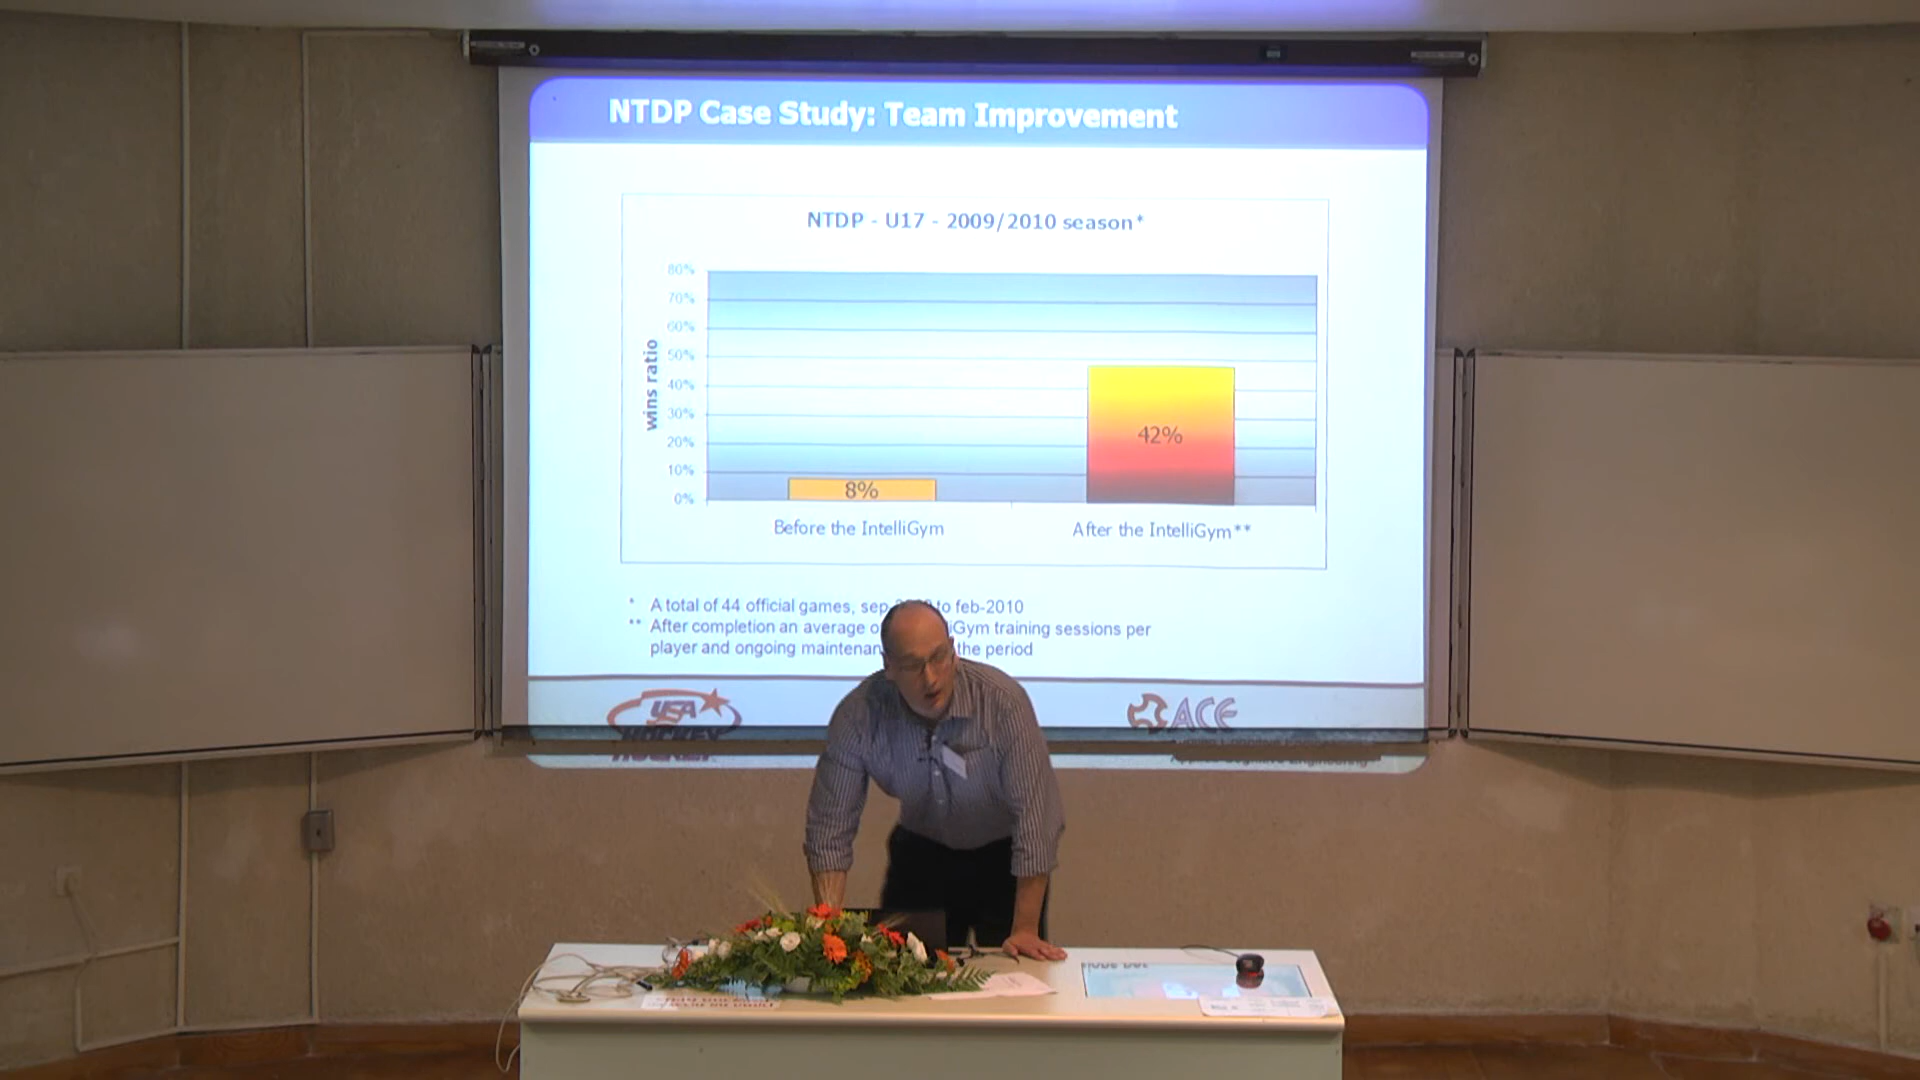 NTDP Case Study: Team Improvement
NTDP - U17 - 2009/2010 season*
80%
70%
60%
50%
40%
30%
20%
10%
0%
wins ratio
8%
42%
Before the IntelliGym
After the IntelliGym**
* A total of 44 official games, sep to feb-2010
** After completion an average training sessions per
player and ongoing the period
USA
HOCKEY
ACE